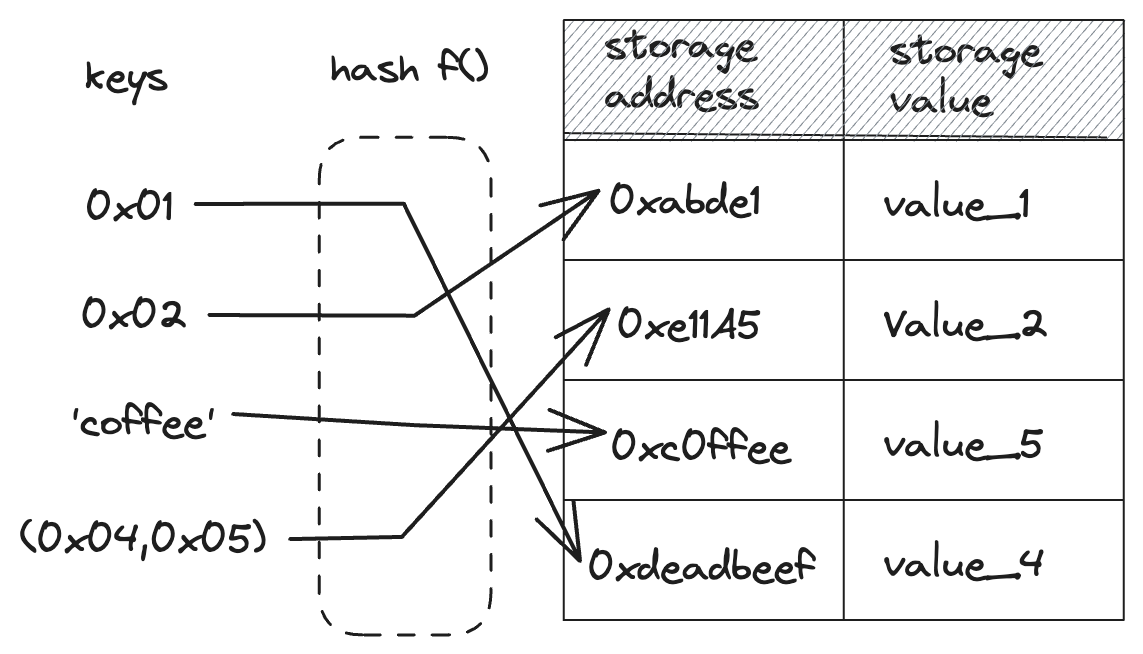 keys
hash f()
storage
address
storage
value
0x01
0xabde1
value_1
0x02
0xe11A5
Value_2
'coffee'
0xc0ffee
value_5
(0x04,0x05)
0xdeadbeef
value_4